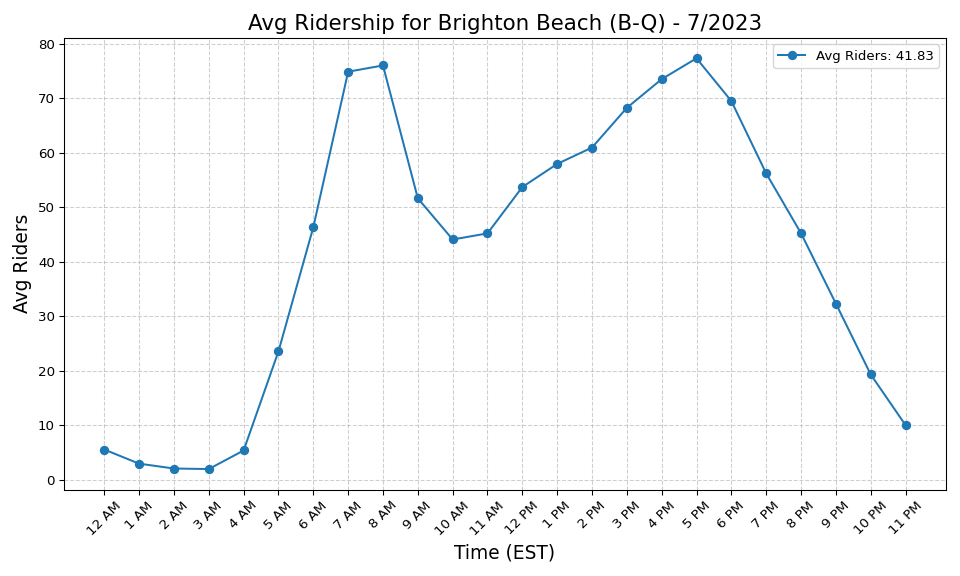 Avg Ridership for Brighton Beach (B-Q) - 7/2023
Avg Riders: 41.83
Avg Riders
80
70
60
50
40
30
20
10
0
12 AM
1 AM
2 AM
3 AM
4 AM
5 AM
6 AM
7 AM
8 AM
9 AM
10 AM
11 AM
12 PM
1 PM
2 PM
3 PM
4 PM
5 PM
6 PM
7 PM
8 PM
9 PM
10 PM
11 PM
Time (EST)